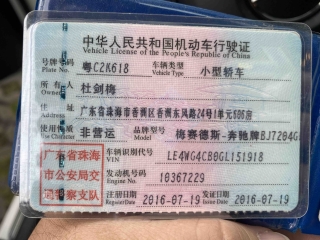 中华人民共和国机动车行驶证
Vehicle License of the People's Republic of China
号牌号码 粤C2K618 车辆类型 小型轿车
Plate No. Vehicle Type
所有人 杜剑梅
Owner
住址 广东省珠海市香洲区香洲东风路24号1单元606房
使用性质 非营运 品牌型号 梅赛德斯-奔驰牌BJ7204G
广东省珠海 车辆识别代号 LE4WG4CB0GL151918
VIN
市公安局交 发动机号码 10367229
Engine No.
通警察支队 注册日期 2016-07-19 发证日期 2016-07-19
Register Date Issue Date